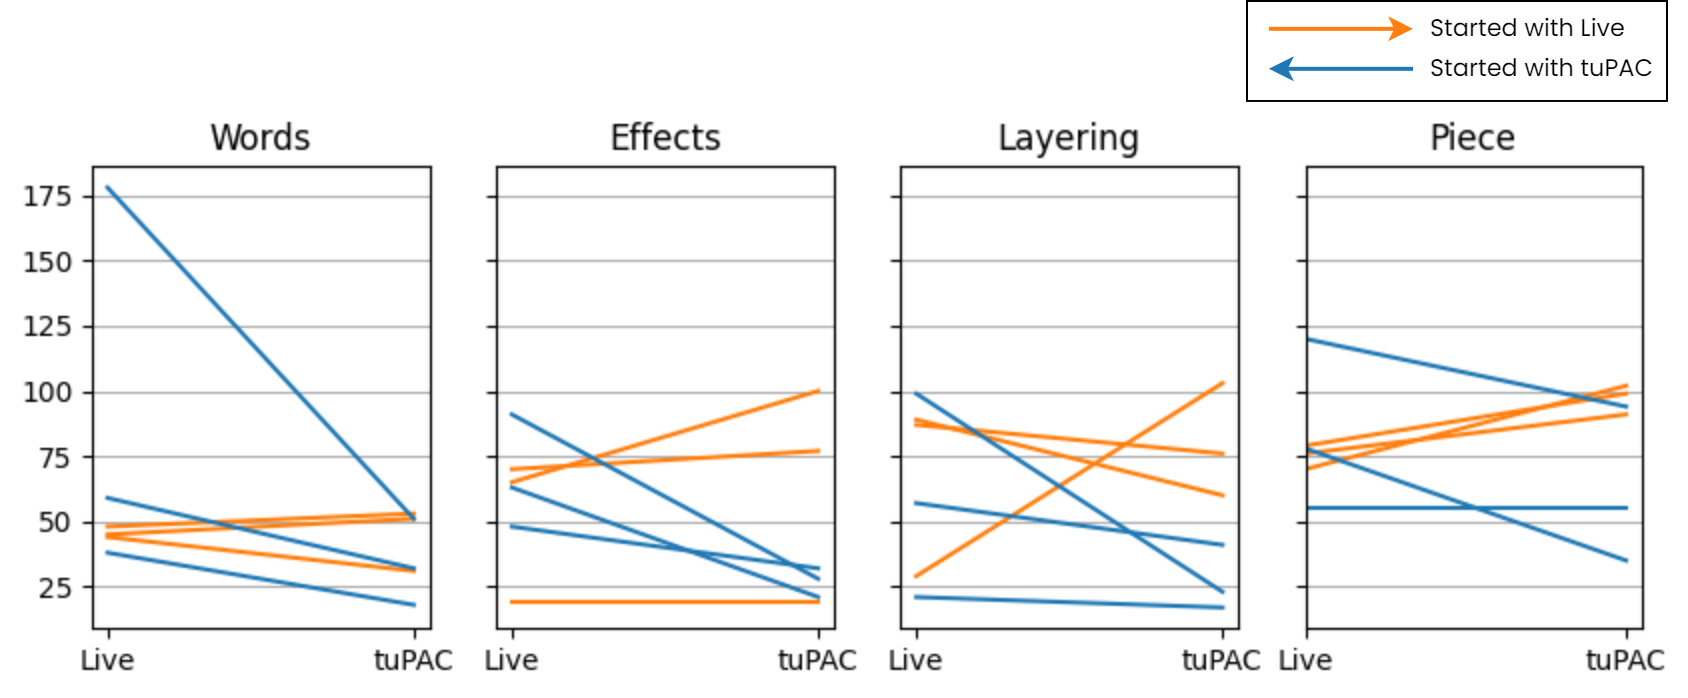 Started with Live
Started with tuPAC
Words Effects Layering Piece
175
150
125
100
75
50
25
Live tuPAC Live tuPAC Live tuPAC Live tuPAC